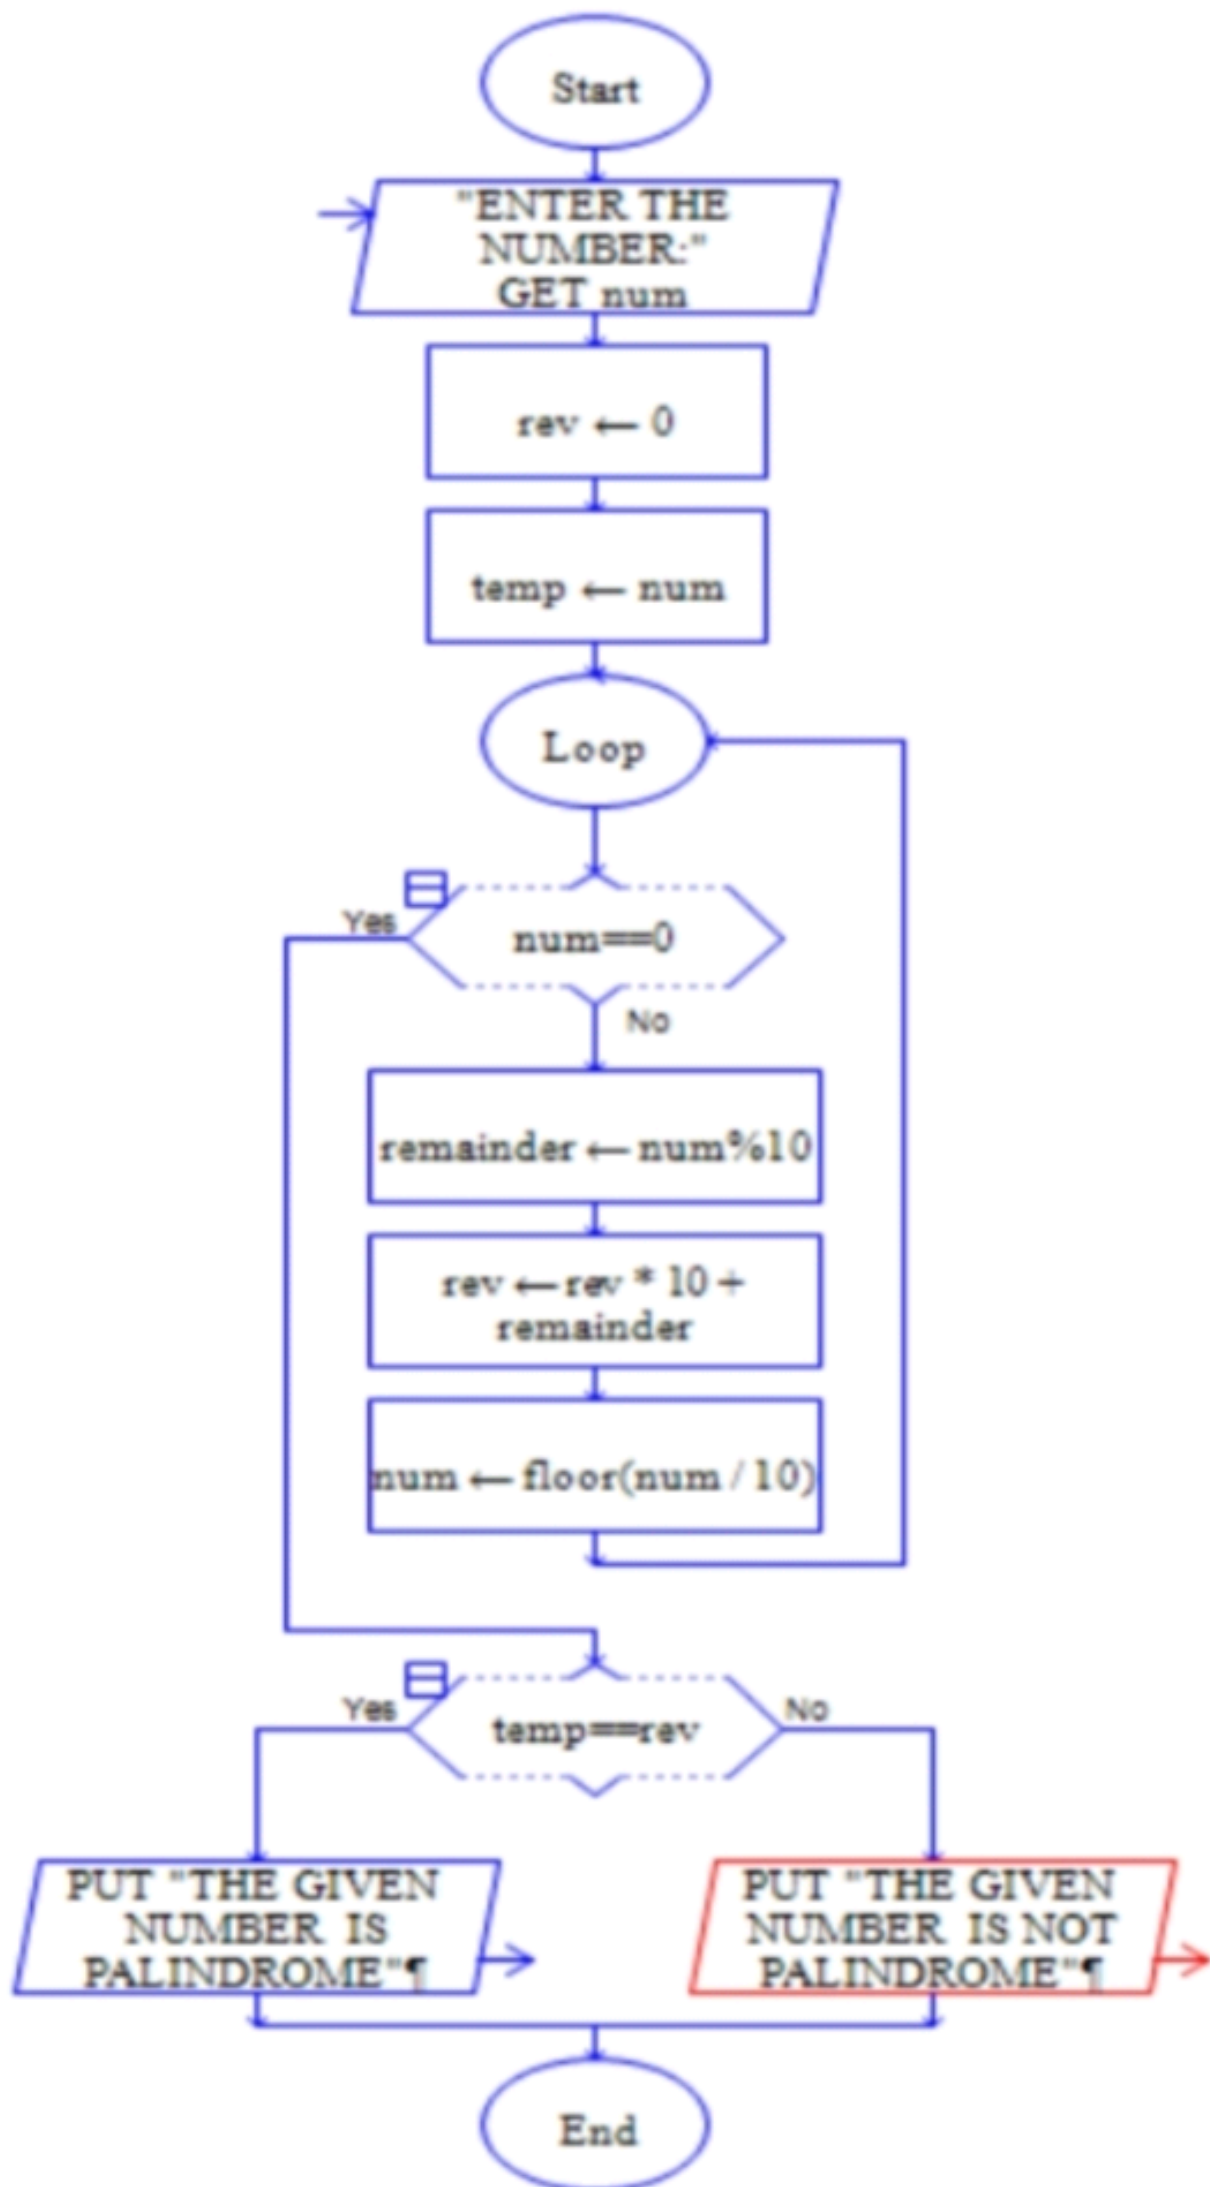 Start
"ENTER THE
NUMBER:"
GET num
rev ← 0
temp ← num
Loop
Yes
num==0
No
remainder ← num%10
rev ← rev * 10 +
remainder
num ← floor(num / 10)
Yes
temp==rev
No
PUT "THE GIVEN
NUMBER  IS
PALINDROME"¶
PUT "THE GIVEN
NUMBER  IS NOT
PALINDROME"¶
End